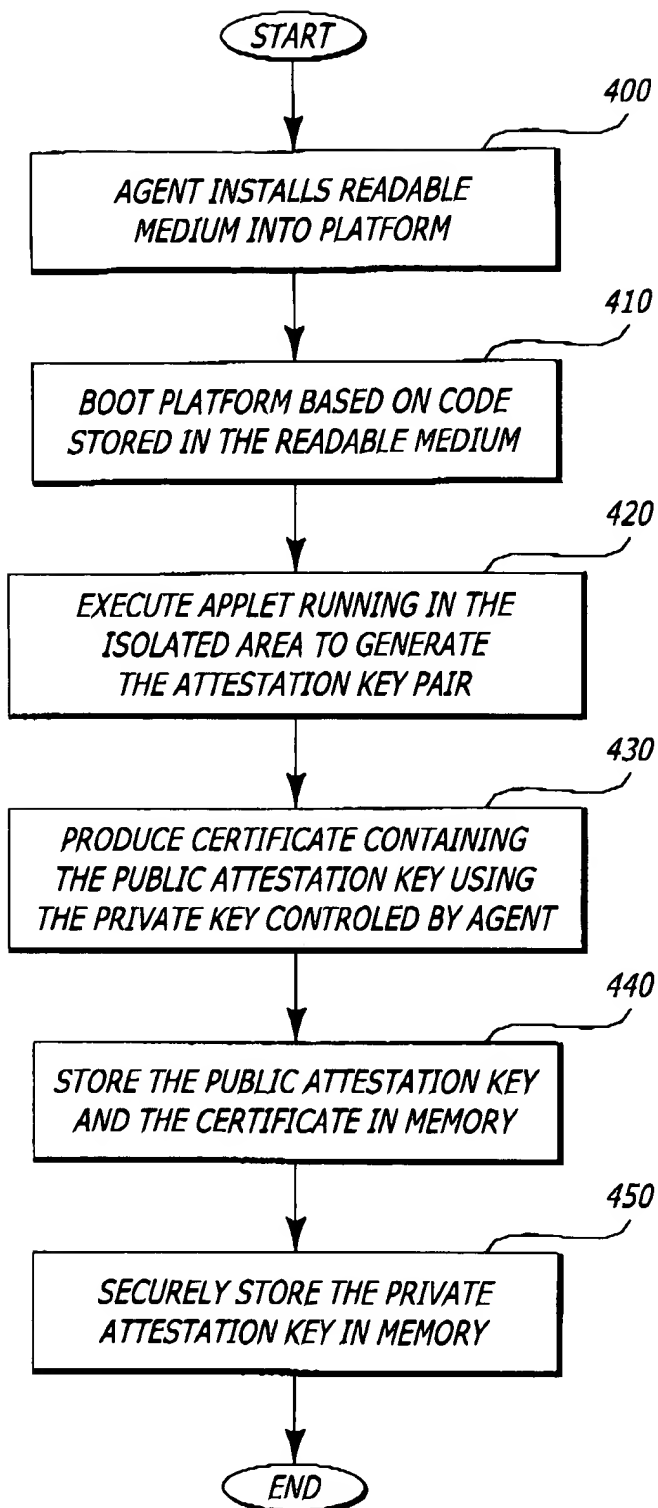 START
400
AGENT INSTALLS READABLE
MEDIUM INTO PLATFORM
410
BOOT PLATFORM BASED ON CODE
STORED IN THE READABLE MEDIUM
420
EXECUTE APPLET RUNNING IN THE
ISOLATED AREA TO GENERATE
THE ATTESTATION KEY PAIR
430
PRODUCE CERTIFICATE CONTAINING
THE PUBLIC ATTESTATION KEY USING
THE PRIVATE KEY CONTROLED BY AGENT
440
STORE THE PUBLIC ATTESTATION KEY
AND THE CERTIFICATE IN MEMORY
450
SECURELY STORE THE PRIVATE
ATTESTATION KEY IN MEMORY
END